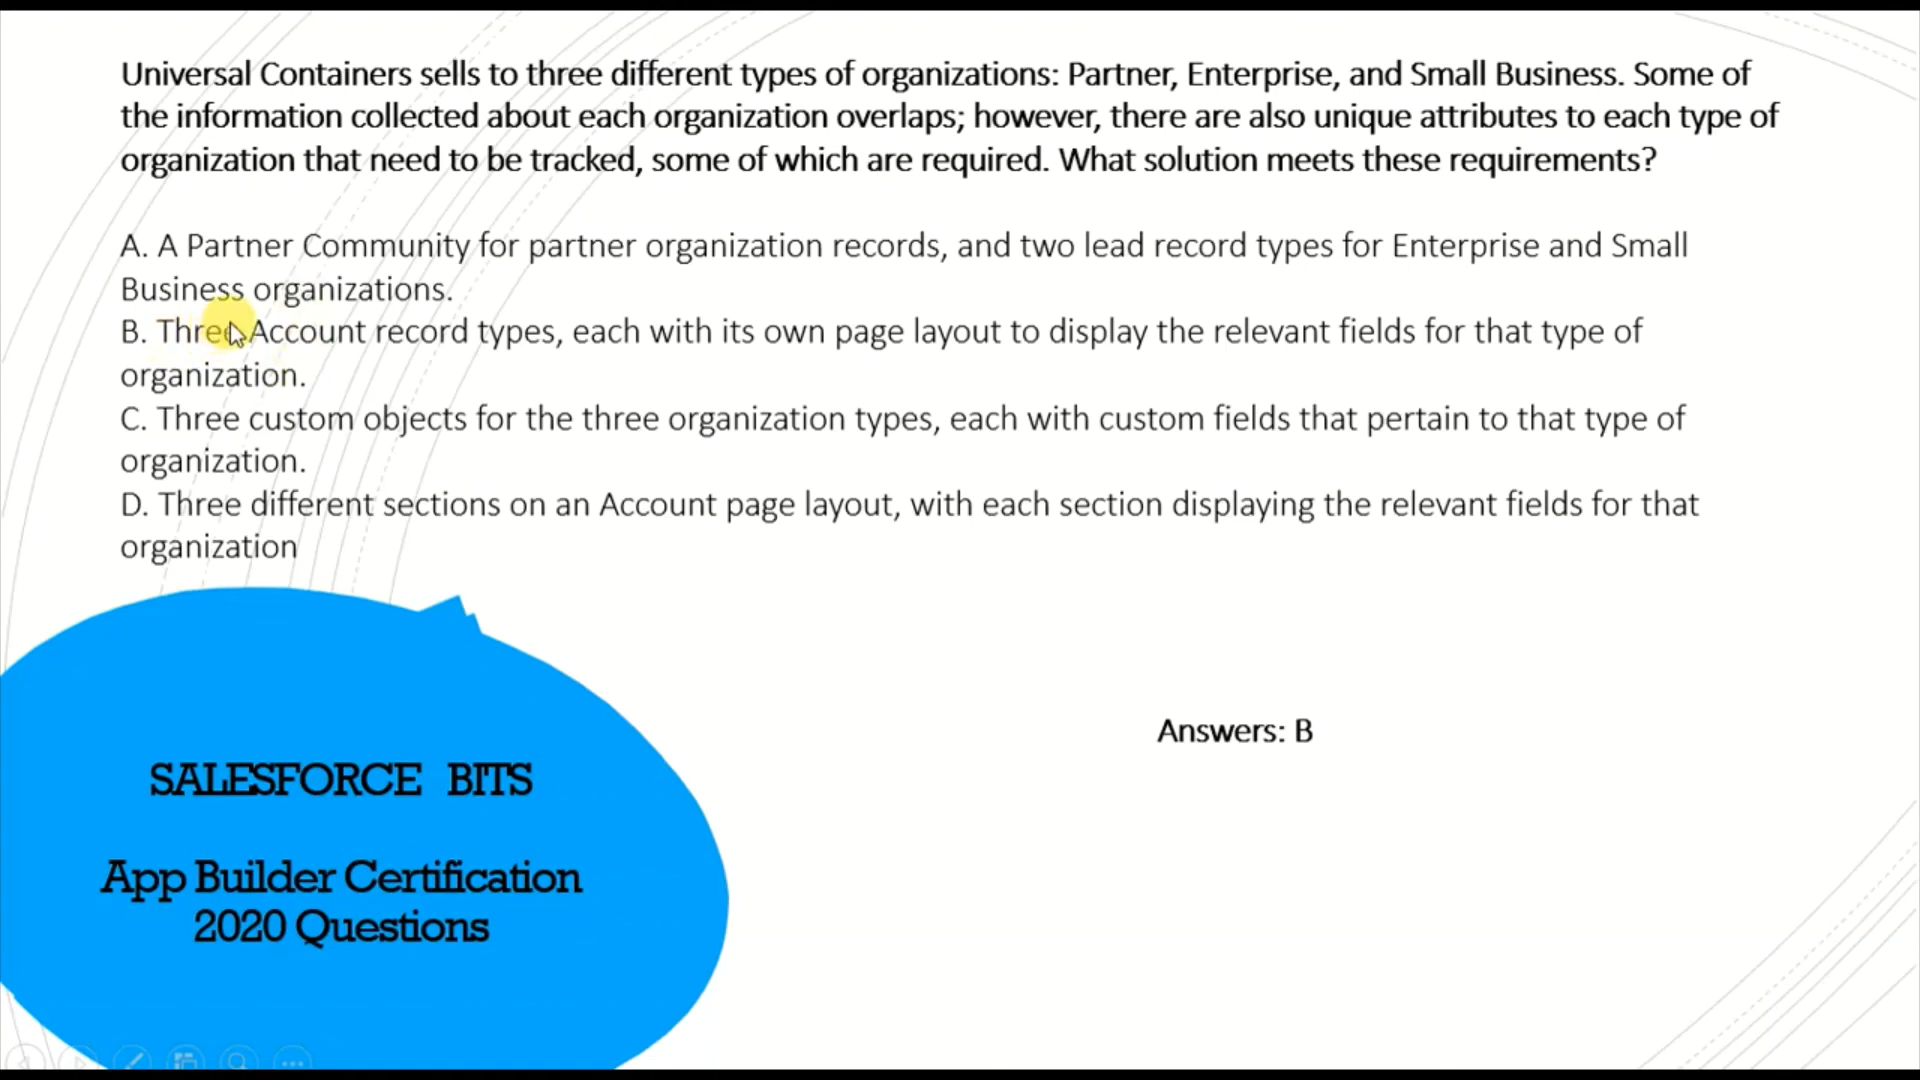 Universal Containers sells to three different types of organizations: Partner, Enterprise, and Small Business. Some of
the information collected about each organization overlaps; however, there are also unique attributes to each type of
organization that need to be tracked, some of which are required. What solution meets these requirements?
A. A Partner Community for partner organization records, and two lead record types for Enterprise and Small
Business organizations.
B. Three Account record types, each with its own page layout to display the relevant fields for that type of
organization.
C. Three custom objects for the three organization types, each with custom fields that pertain to that type of
organization.
D. Three different sections on an Account page layout, with each section displaying the relevant fields for that
organization
Answers: B
SALESFORCE BITS
App Builder Certification
2020 Questions